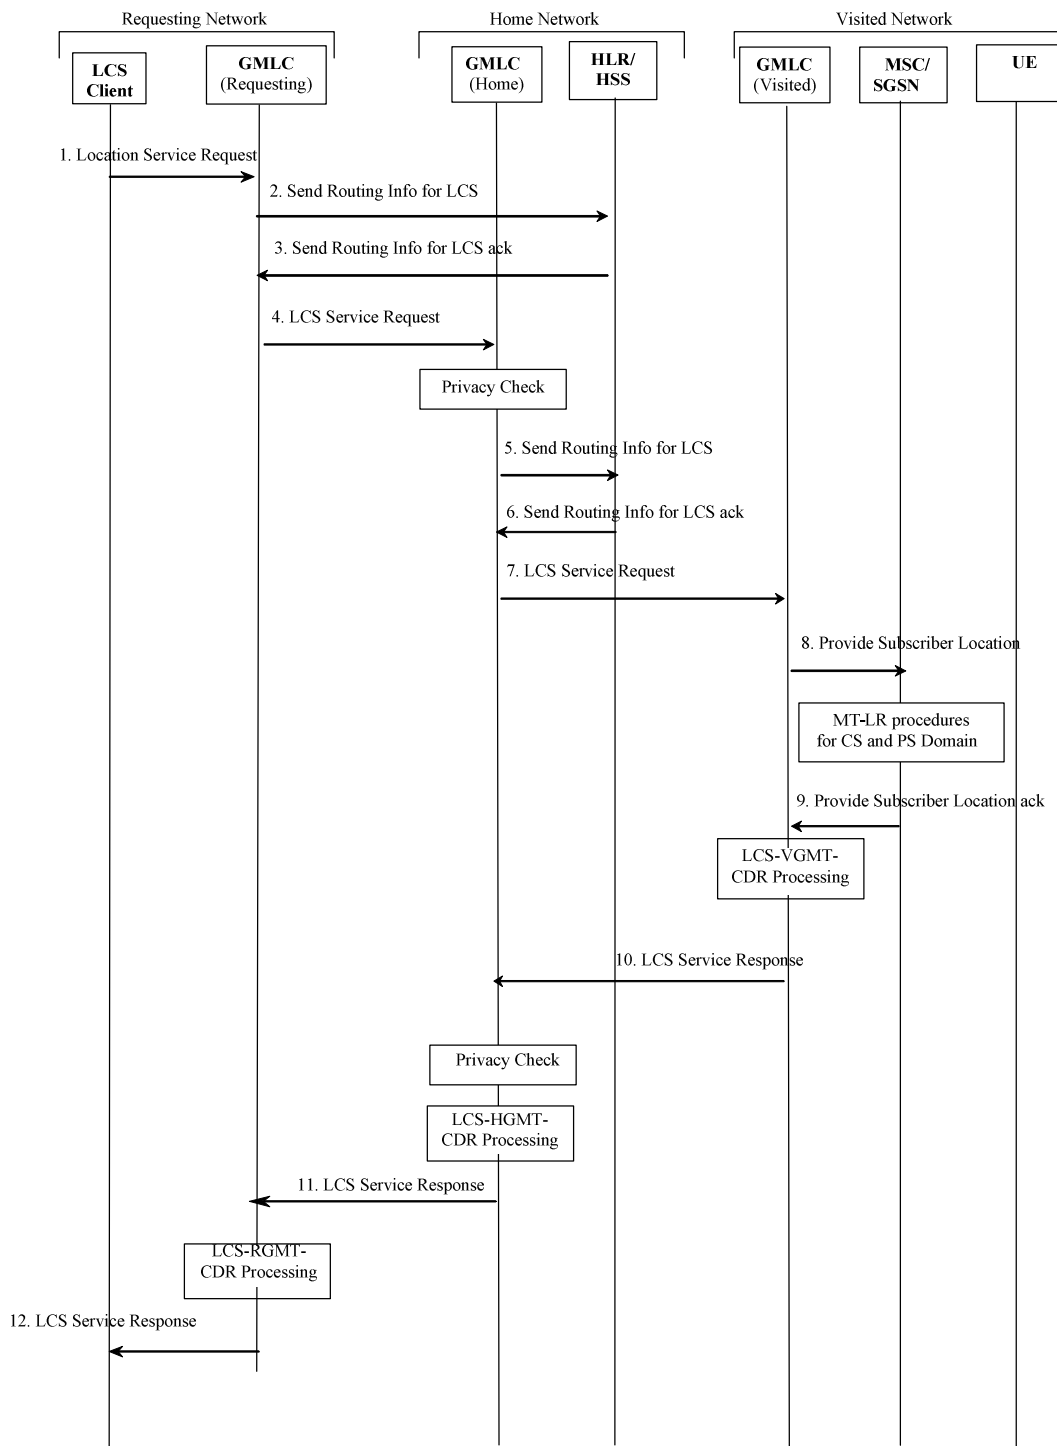 Requesting Network
Home Network
Visited Network
LCS
Client
GMLC
(Requesting)
GMLC
(Home)
HLR/
HSS
GMLC
(Visited)
MSC/
SGSN
UE
1. Location Service Request
2. Send Routing Info for LCS
3. Send Routing Info for LCS ack
4. LCS Service Request
Privacy Check
5. Send Routing Info for LCS
6. Send Routing Info for LCS ack
7. LCS Service Request
8. Provide Subscriber Location
MT-LR procedures
for CS and PS Domain
9. Provide Subscriber Location ack
LCS-VGMT-
CDR Processing
10. LCS Service Response
Privacy Check
LCS-HGMT-
CDR Processing
11. LCS Service Response
LCS-RGMT-
CDR Processing
12. LCS Service Response